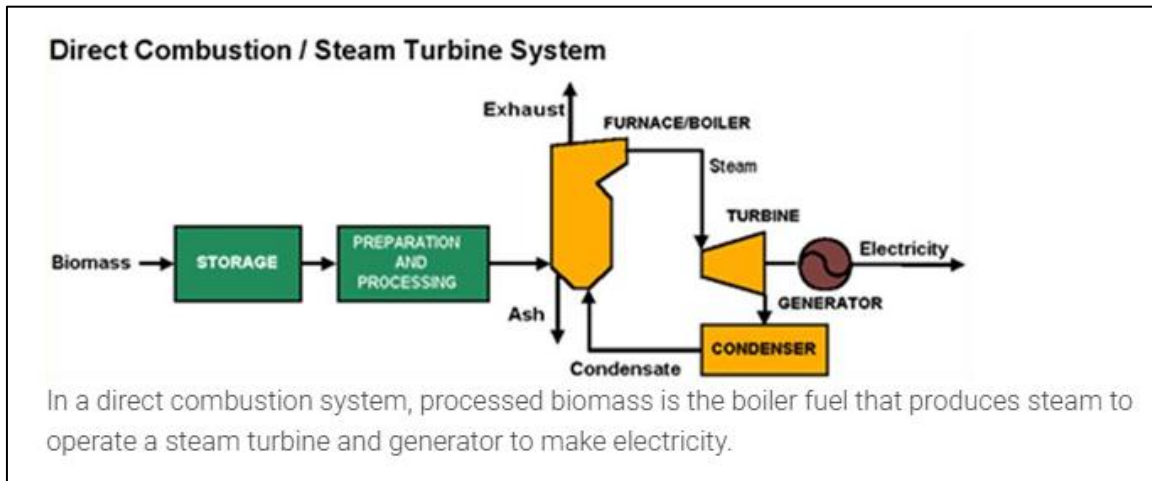 Direct Combustion / Steam Turbine System
Exhaust
FURNACE/BOILER
Steam
TURBINE
Biomass
STORAGE
PREPARATION
AND
PROCESSING
Electricity
GENERATOR
Ash
CONDENSER
Condensate
In a direct combustion system, processed biomass is the boiler fuel that produces steam to
operate a steam turbine and generator to make electricity.